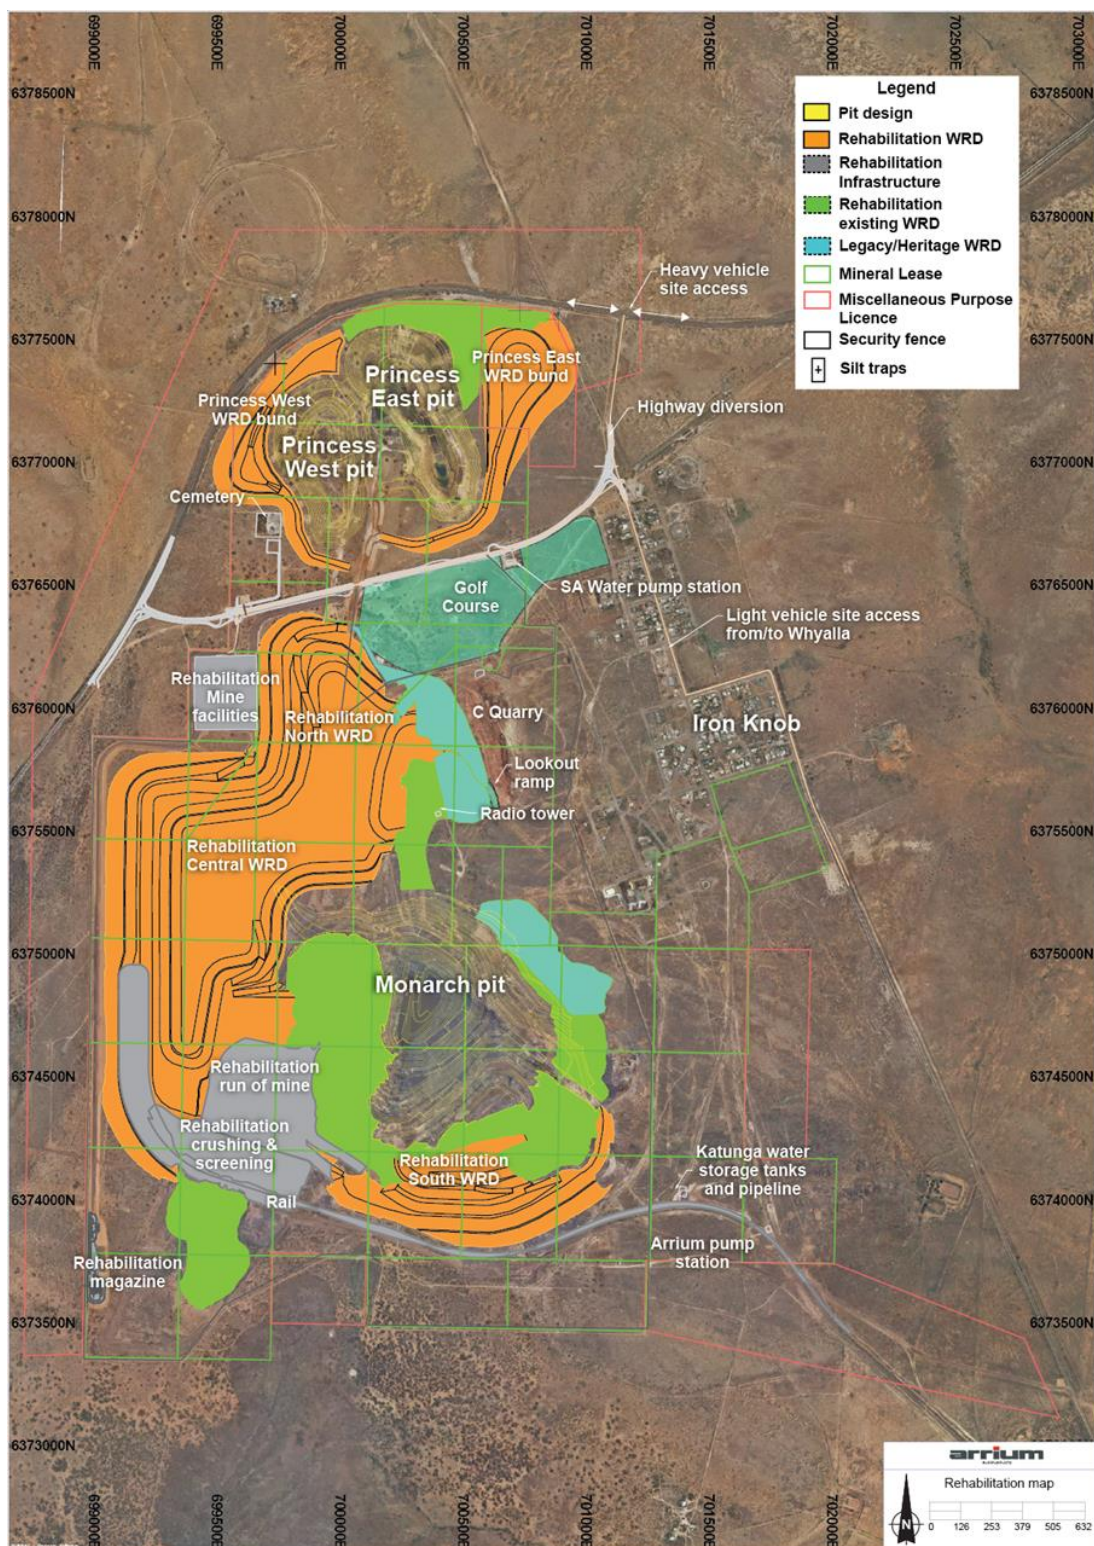 699000E
699500E
700000E
700500E
701000E
701500E
702000E
702500E
703000E
6378500N
6378500N
Legend
Pit design
Rehabilitation WRD
Rehabilitation
Infrastructure
Rehabilitation
existing WRD
Legacy/Heritage WRD
Mineral Lease
Miscellaneous Purpose
Licence
Security fence
Silt traps
6378000N
6378000N
Heavy vehicle
site access
6377500N
6377500N
Princess
East pit
Princess East
WRD bund
Princess West
WRD bund
Highway diversion
Princess
West pit
6377000N
6377000N
Cemetery
6376500N
6376500N
Golf
Course
SA Water pump station
Light vehicle site access
from/to Whyalla
Rehabilitation
Mine
facilities
6376000N
6376000N
Rehabilitation
North WRD
C Quarry
Iron Knob
Lookout
ramp
Radio tower
6375500N
6375500N
Rehabilitation
Central WRD
6375000N
6375000N
Monarch pit
6374500N
6374500N
Rehabilitation
run of mine
Rehabilitation
crushing &
screening
Rehabilitation
South WRD
Katunga water
storage tanks
and pipeline
6374000N
6374000N
Rail
Arrium pump
station
Rehabilitation
magazine
6373500N
6373500N
6373000N
6373000N
699000E
699500E
700000E
700500E
701000E
701500E
702000E
arrium
Rehabilitation map
N
0 126 253 379 505 632